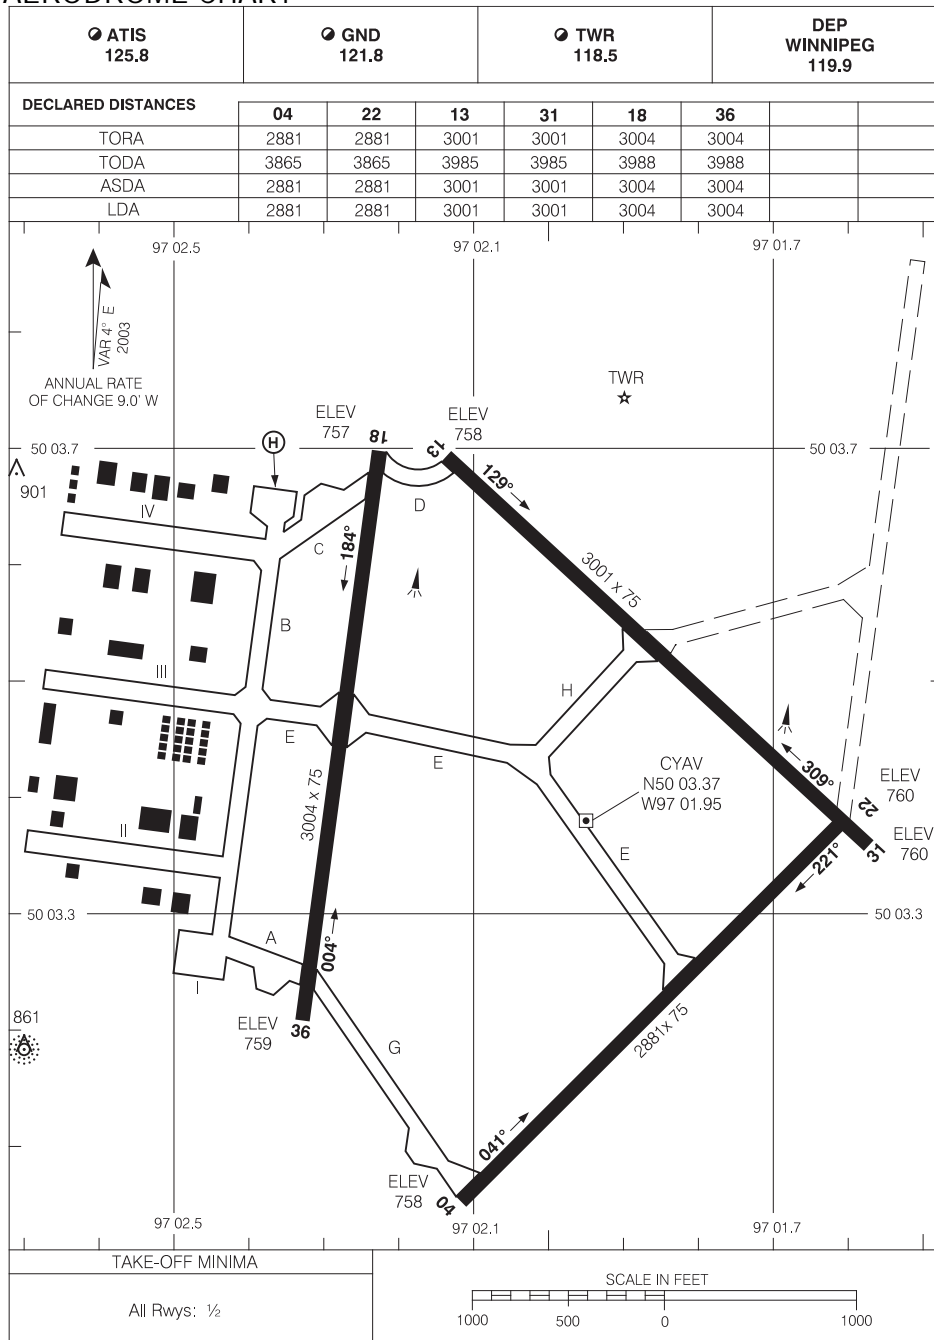 AERODROME CHART
ATIS
125.8
GND
121.8
TWR
118.5
DEP
WINNIPEG
119.9
DECLARED DISTANCES
04 22 13 31 18 36
TORA 2881 2881 3001 3001 3004 3004
TODA 3865 3865 3985 3985 3988 3988
ASDA 2881 2881 3001 3001 3004 3004
LDA 2881 2881 3001 3001 3004 3004
97 02.5 97 02.1 97 01.7
VAR 4° E
2003
ANNUAL RATE
OF CHANGE 9.0' W
TWR
ELEV
757
18
ELEV
758
13
H
50 03.7 50 03.7
901
129°
IV
D
C
184°
3001 x 75
B
III
H
E
E
CYAV
N50 03.37
W97 01.95
309°
ELEV
760
22
3004 x 75
II
E
ELEV
760
31
221°
50 03.3 50 03.3
A
004°
I
861
ELEV
759
36
2881x 75
G
041°
ELEV
758
04
97 02.5 97 02.1 97 01.7
TAKE-OFF MINIMA
All Rwys: ½
SCALE IN FEET
1000 500 0 1000